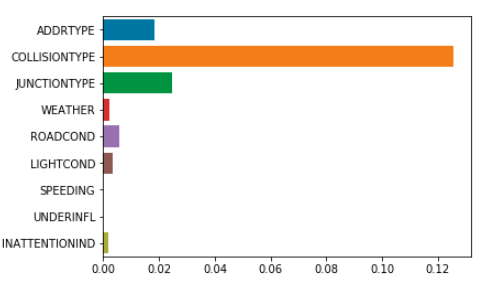 ADDRTYPE
COLLISIONTYPE
JUNCTIONTYPE
WEATHER
ROADCOND
LIGHTCOND
SPEEDING
UNDERINFL
INATTENTIONIND
0.00 0.02 0.04 0.06 0.08 0.10 0.12